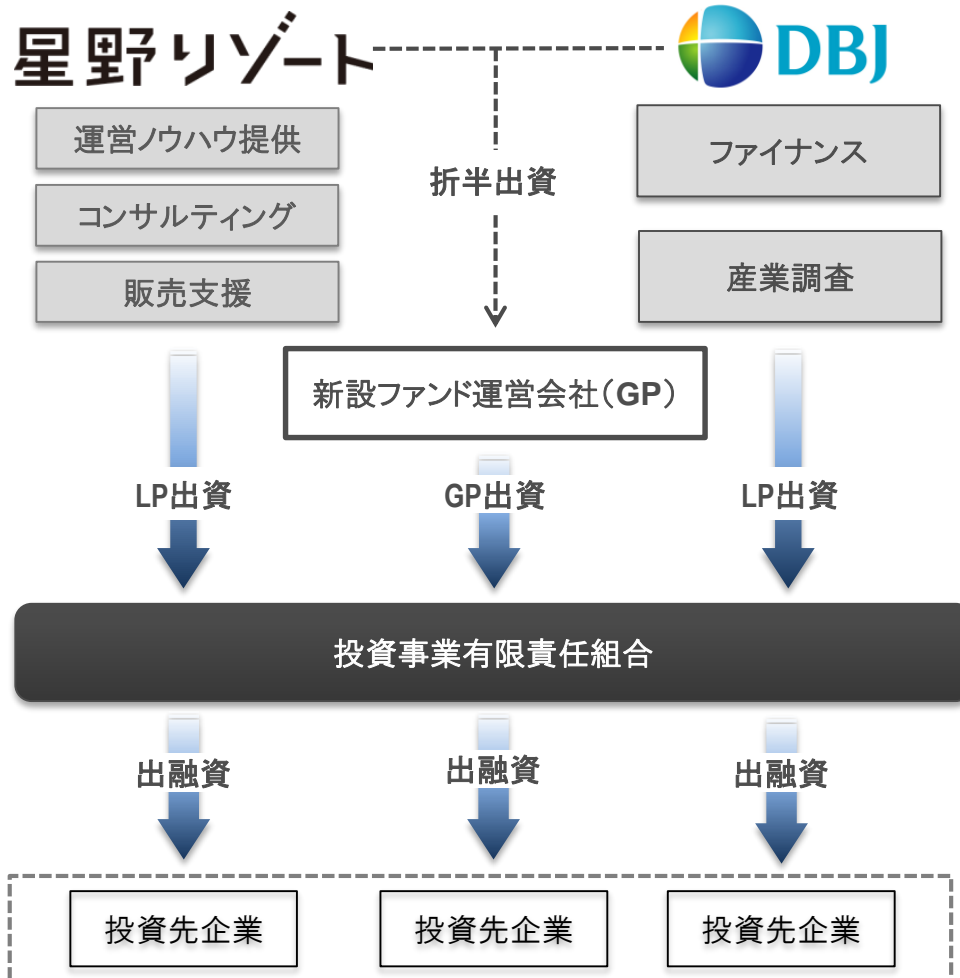 星野リゾート
DBJ
運営ノウハウ提供
コンサルティング
販売支援
折半出資
ファイナンス
産業調査
新設ファンド運営会社（GP）
LP出資
GP出資
LP出資
投資事業有限責任組合
出融資
出融資
出融資
投資先企業
投資先企業
投資先企業